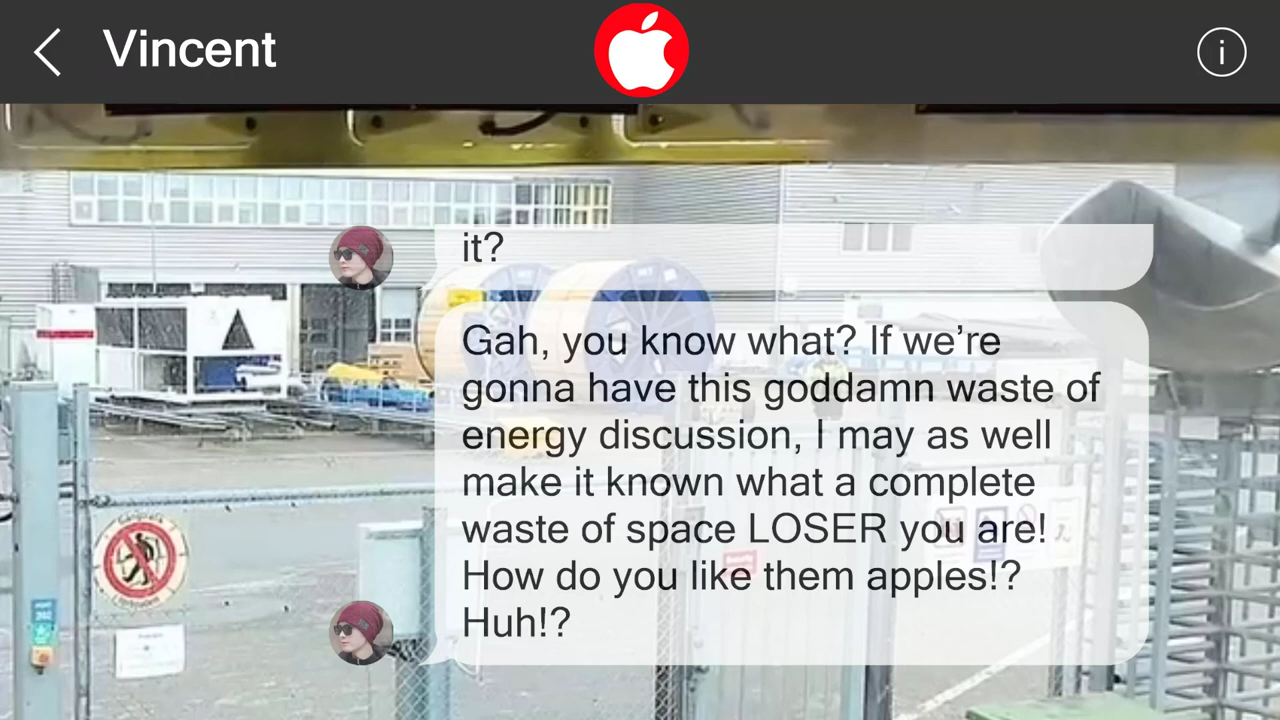 Vincent
i
it?
Gah, you know what? If we’re
gonna have this goddamn waste of
energy discussion, I may as well
make it known what a complete
waste of space LOSER you are!
How do you like them apples!?
Huh!?